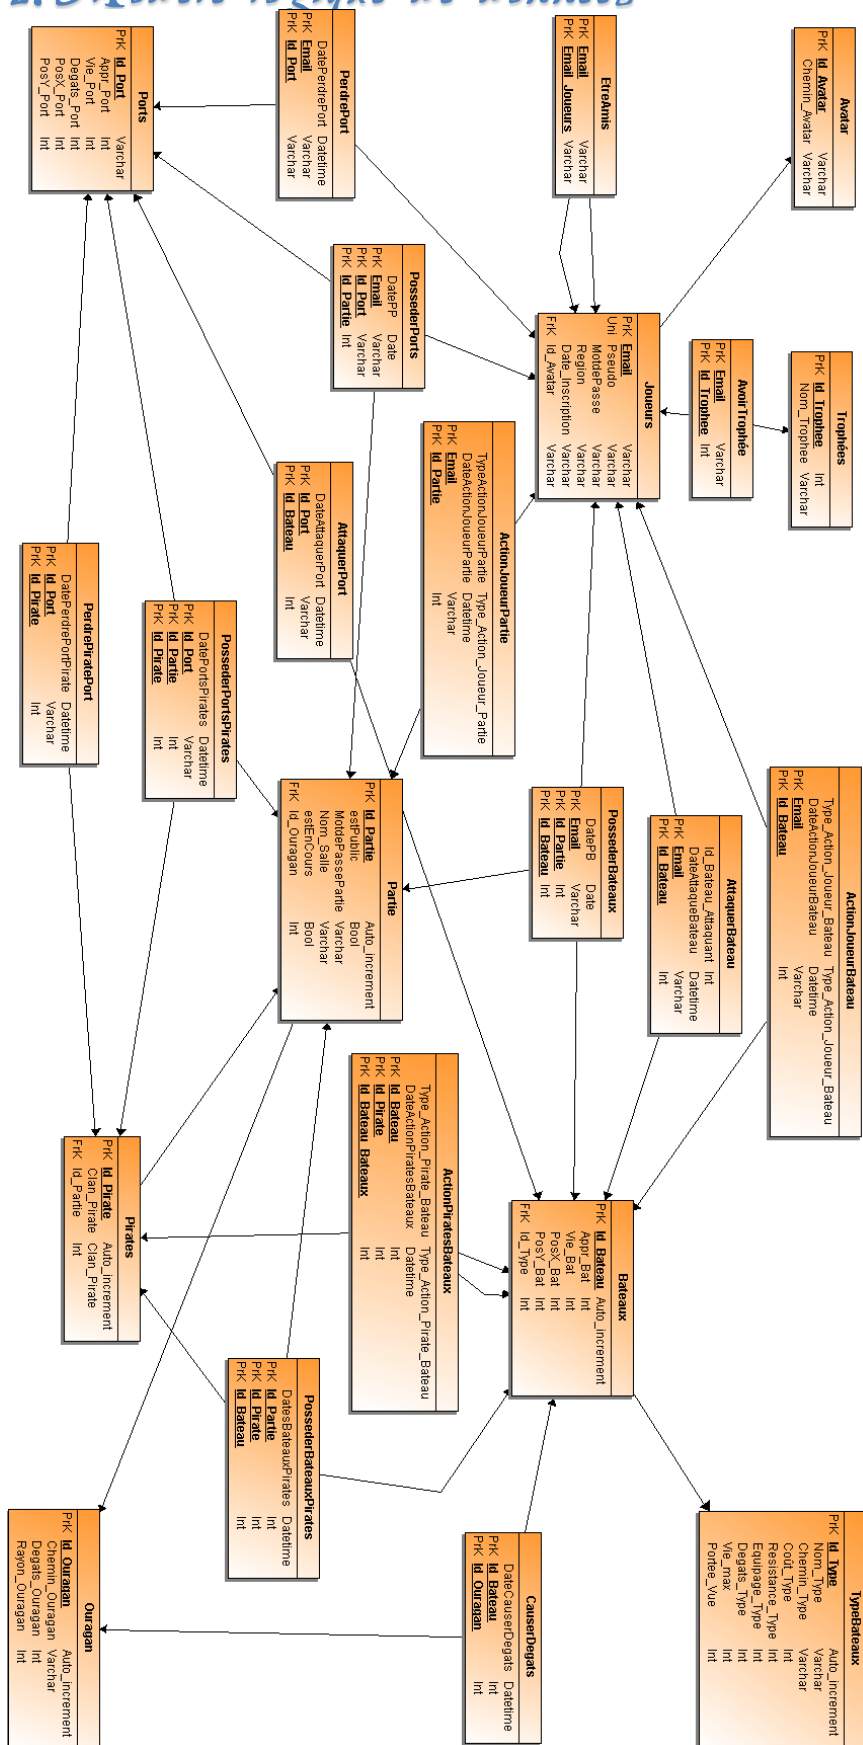 logique de données
Avatar
PrK Id_Avatar Varchar
Chemin_Avatar Varchar
Trophées
PrK Id_Trophee Int
Nom_Trophee Varchar
ActionJoueurBateau
Type_Action_Joueur_Bateau Type_Action_Joueur_Bateau
DateActionJoueurBateau Datetime
PrK Email Varchar
PrK Id_Bateau Int
TypeBateaux
PrK Id_Type Auto_increment
Nom_Type Varchar
Chemin_Type Varchar
Coût_Type Int
Resistance_Type Int
Equipage_Type Int
Degats_Type Int
Vie_max Int
Portee_Vue Int
EtreAmis
PrK Email Varchar
PrK Email_Joueurs Varchar
AvoirTrophée
PrK Email Varchar
PrK Id_Trophee Int
AttaquerBateau
Id_Bateau_Attaquant Int
DateAttaqueBateau Datetime
PrK Email Varchar
PrK Id_Bateau Int
Joueurs
PrK Email Varchar
Uni Pseudo Varchar
MotdePasse Varchar
Region Varchar
Date_Inscription Varchar
FrK Id_Avatar Varchar
PossederBateaux
DatePB Date
PrK Email Varchar
PrK Id_Partie Int
PrK Id_Bateau Int
Bateaux
PrK Id_Bateau Auto_increment
Appr_Bat Int
Vie_Bat Int
PosX_Bat Int
PosY_Bat Int
FrK Id_Type Int
CauserDegats
DateCauserDegats Datetime
PrK Id_Bateau Int
PrK Id_Ouragan Int
ActionJoueurPartie
TypeActionJoueurPartie Type_Action_Joueur_Partie
DateActionJoueurPartie Datetime
PrK Email Varchar
PrK Id_Partie Int
PossederPorts
DatePP Date
PrK Email Varchar
PrK Id_Port Varchar
PrK Id_Partie Int
ActionPiratesBateaux
Type_Action_Pirate_Bateau Type_Action_Pirate_Bateau
DateActionPiratesBateaux Datetime
PrK Id_Bateau Int
PrK Id_Pirate Int
PrK Id_Bateau_Bateaux Int
PerdrePort
DatePerdrePort Datetime
PrK Email Varchar
PrK Id_Port Varchar
AttaquerPort
DateAttaquerPort Datetime
PrK Id_Port Varchar
PrK Id_Bateau Int
Partie
PrK Id_Partie Auto_increment
estPublic Bool
MotdePassePartie Varchar
Nom_Salle Varchar
estEnCours Bool
FrK Id_Ouragan Int
PossederBateauxPirates
DatesBateauxPirates Datetime
PrK Id_Partie Int
PrK Id_Pirate Int
PrK Id_Bateau Int
Ports
PrK Id_Port Varchar
Appr_Port Int
Vie_Port Int
Degats_Port Int
PosX_Port Int
PosY_Port Int
PossederPortsPirates
DatePortsPirates Datetime
PrK Id_Port Varchar
PrK Id_Partie Int
PrK Id_Pirate Int
Pirates
PrK Id_Pirate Auto_increment
Clan_Pirate Clan_Pirate
FrK Id_Partie Int
PerdrePiratePort
DatePerdrePortPirate Datetime
PrK Id_Port Varchar
PrK Id_Pirate Int
Ouragan
PrK Id_Ouragan Auto_increment
Chemin_Ouragan Varchar
Degats_Ouragan Int
Rayon_Ouragan Int